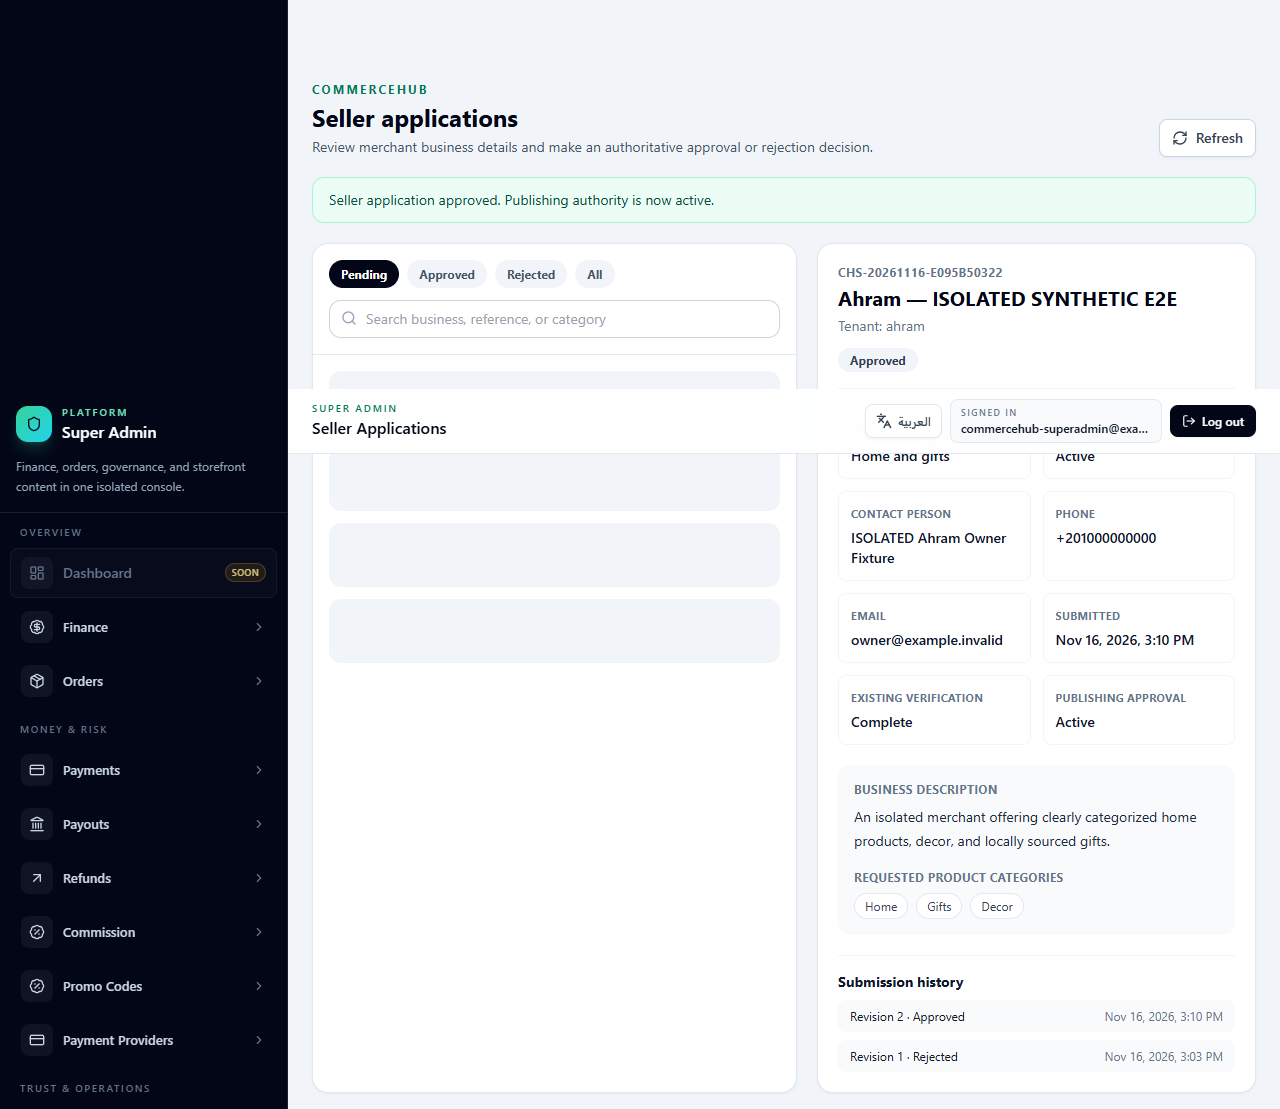 PLATFORM
Super Admin
Finance, orders, governance, and storefront
content in one isolated console.
OVERVIEW
Dashboard
SOON
Finance
Orders
MONEY & RISK
Payments
Payouts
Refunds
Commission
Promo Codes
Payment Providers
TRUST & OPERATIONS
COMMERCEHUB
Seller applications
Review merchant business details and make an authoritative approval or rejection decision.
Refresh
Seller application approved. Publishing authority is now active.
Pending
Approved
Rejected
All
Search business, reference, or category
CHS-20261116-E095B50322
Ahram — ISOLATED SYNTHETIC E2E
Tenant: ahram
Approved
SUPER ADMIN
Seller Applications
العربية
SIGNED IN
commercehub-superadmin@exa...
Log out
Home and gifts
Active
CONTACT PERSON
ISOLATED Ahram Owner
Fixture
PHONE
+201000000000
EMAIL
owner@example.invalid
SUBMITTED
Nov 16, 2026, 3:10 PM
EXISTING VERIFICATION
Complete
PUBLISHING APPROVAL
Active
BUSINESS DESCRIPTION
An isolated merchant offering clearly categorized home
products, decor, and locally sourced gifts.
REQUESTED PRODUCT CATEGORIES
Home
Gifts
Decor
Submission history
Revision 2 · Approved
Nov 16, 2026, 3:10 PM
Revision 1 · Rejected
Nov 16, 2026, 3:03 PM